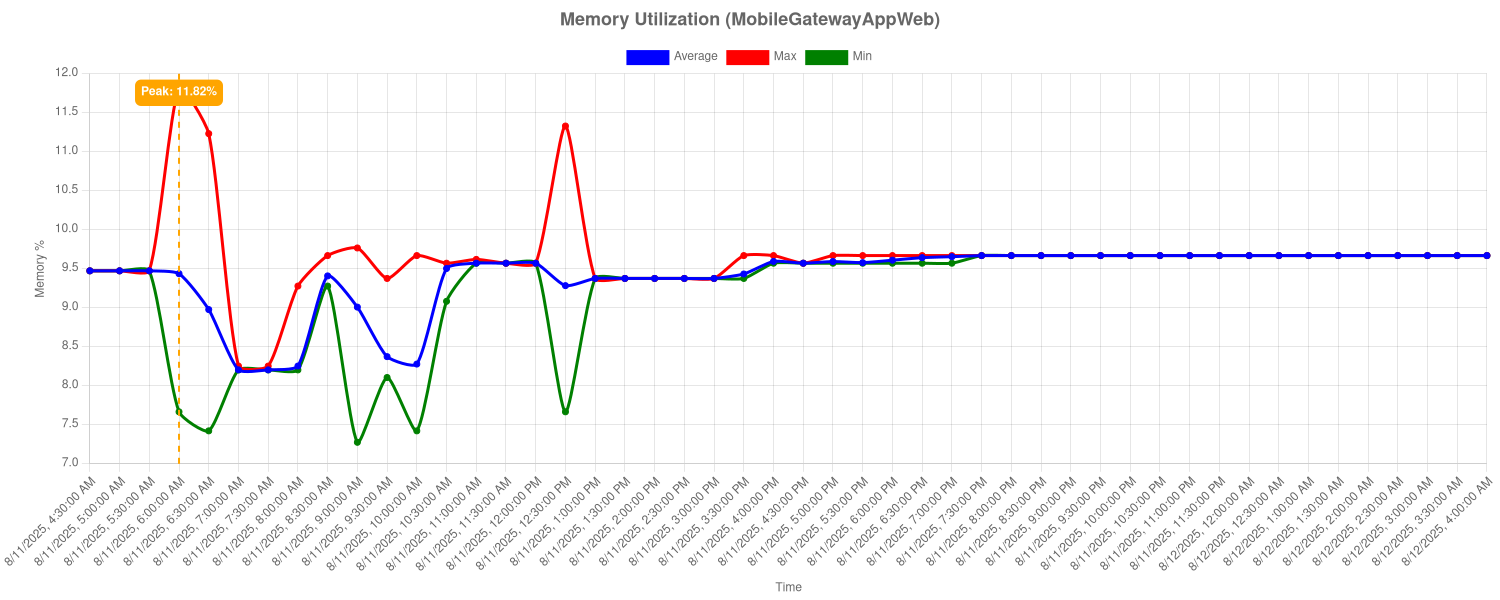 Memory Utilization (MobileGatewayAppWeb)
Average Max Min
12.0
Peak: 11.82%
11.5
11.0
10.5
10.0
9.5
9.0
8.5
8.0
7.5
7.0
Memory %
8/11/2025, 4:30:00 AM
8/11/2025, 5:00:00 AM
8/11/2025, 5:30:00 AM
8/11/2025, 6:00:00 AM
8/11/2025, 6:30:00 AM
8/11/2025, 7:00:00 AM
8/11/2025, 7:30:00 AM
8/11/2025, 8:00:00 AM
8/11/2025, 8:30:00 AM
8/11/2025, 9:00:00 AM
8/11/2025, 9:30:00 AM
8/11/2025, 10:00:00 AM
8/11/2025, 10:30:00 AM
8/11/2025, 11:00:00 AM
8/11/2025, 11:30:00 AM
8/11/2025, 12:00:00 PM
8/11/2025, 12:30:00 PM
8/11/2025, 1:00:00 PM
8/11/2025, 1:30:00 PM
8/11/2025, 2:00:00 PM
8/11/2025, 2:30:00 PM
8/11/2025, 3:00:00 PM
8/11/2025, 3:30:00 PM
8/11/2025, 4:00:00 PM
8/11/2025, 4:30:00 PM
8/11/2025, 5:00:00 PM
8/11/2025, 5:30:00 PM
8/11/2025, 6:00:00 PM
8/11/2025, 6:30:00 PM
8/11/2025, 7:00:00 PM
8/11/2025, 7:30:00 PM
8/11/2025, 8:00:00 PM
8/11/2025, 8:30:00 PM
8/11/2025, 9:00:00 PM
8/11/2025, 9:30:00 PM
8/11/2025, 10:00:00 PM
8/11/2025, 10:30:00 PM
8/11/2025, 11:00:00 PM
8/11/2025, 11:30:00 PM
8/12/2025, 12:00:00 AM
8/12/2025, 12:30:00 AM
8/12/2025, 1:00:00 AM
8/12/2025, 1:30:00 AM
8/12/2025, 2:00:00 AM
8/12/2025, 2:30:00 AM
8/12/2025, 3:00:00 AM
8/12/2025, 3:30:00 AM
8/12/2025, 4:00:00 AM
Time